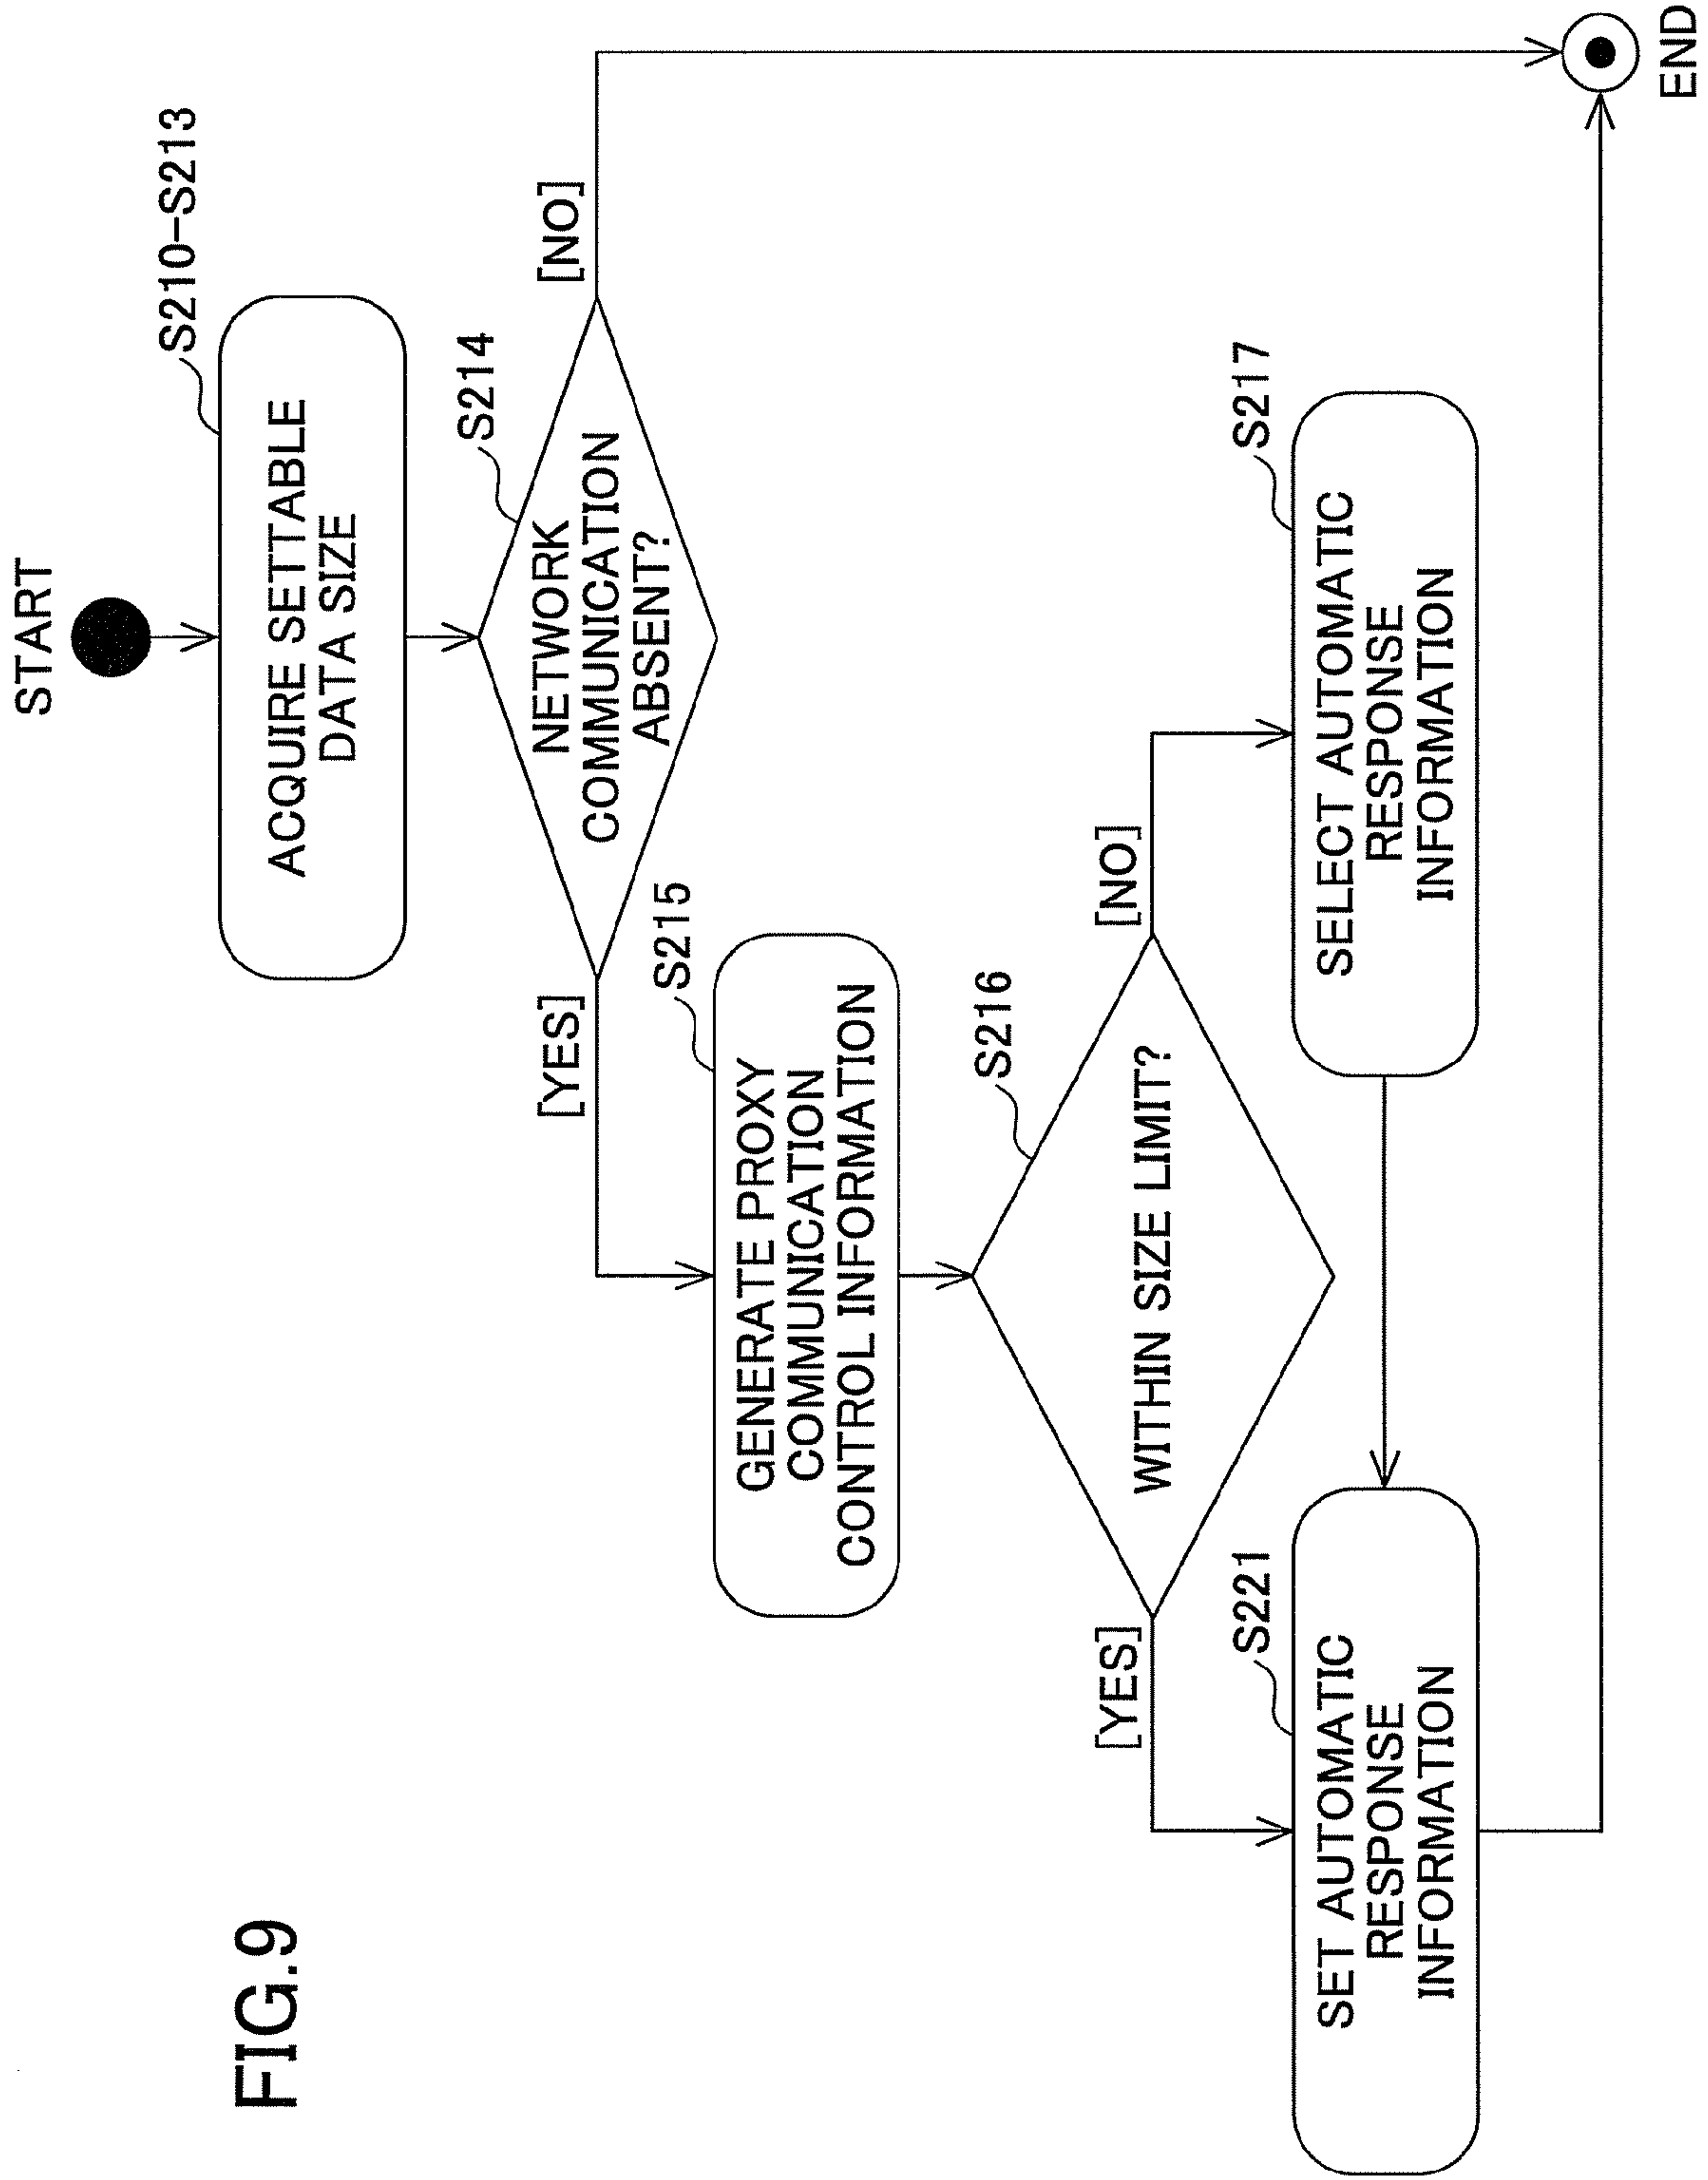 FIG.9
START
S210-S213
ACQUIRE SETTABLE
DATA SIZE
S214
NETWORK
COMMUNICATION
ABSENT?
[YES]
[NO]
S215
GENERATE PROXY
COMMUNICATION
CONTROL INFORMATION
S216
WITHIN SIZE LIMIT?
[YES]
[NO]
S221
SET AUTOMATIC
RESPONSE
INFORMATION
S217
SELECT AUTOMATIC
RESPONSE
INFORMATION
END